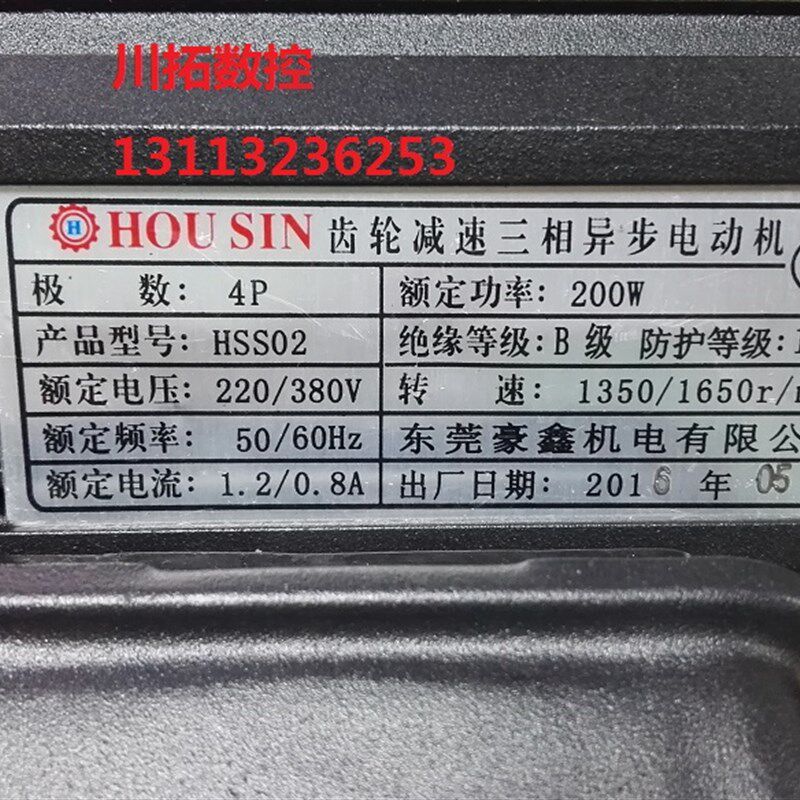 川拓数控
13113236253
H HOU SIN 齿轮减速三相异步电动机
极 数: 4P 额定功率: 200W
产品型号: HSS02 绝缘等级: B 级 防护等级:
额定电压: 220/380V 转 速: 1350/1650r/
额定频率: 50/60Hz 东莞豪鑫机电有限公
额定电流: 1.2/0.8A 出厂日期: 2016 年 05